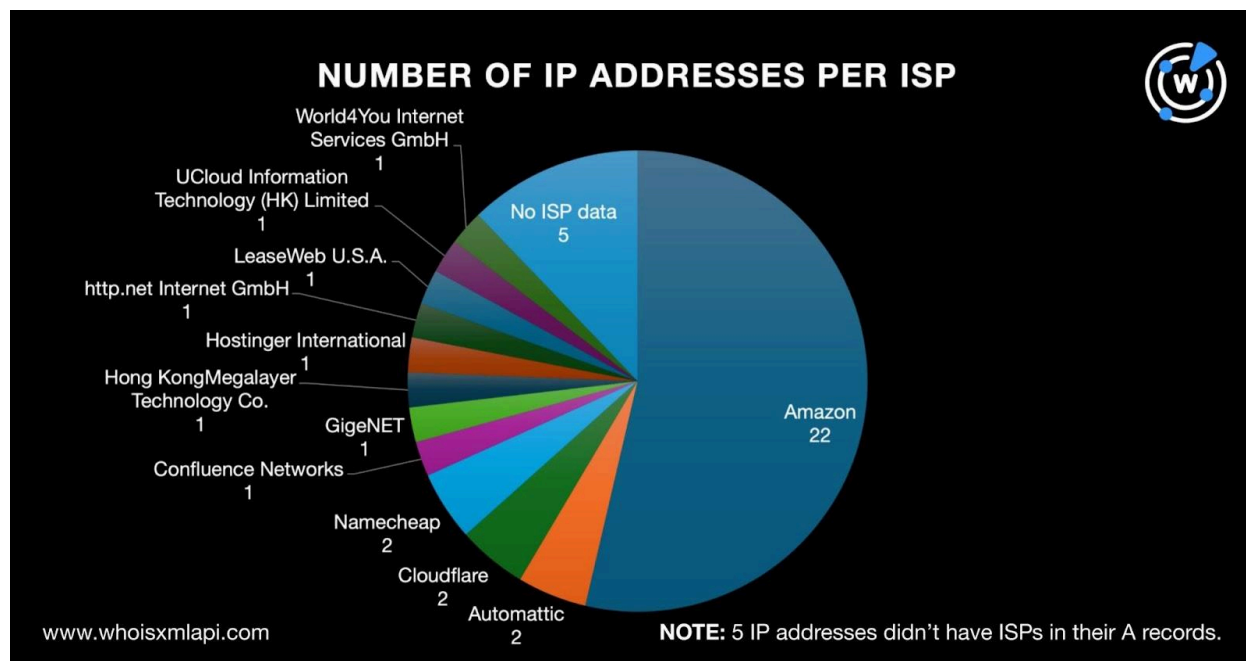 NUMBER OF IP ADDRESSES PER ISP
W
World4You Internet
Services GmbH
1
UCloud Information
Technology (HK) Limited
1
LeaseWeb U.S.A.
1
http.net Internet GmbH
1
Hostinger International
1
Hong KongMegalayer
Technology Co.
1
GigeNET
1
Confluence Networks
1
Namecheap
2
Cloudflare
2
Automattic
2
No ISP data
5
Amazon
22
www.whoisxmlapi.com
NOTE: 5 IP addresses didn’t have ISPs in their A records.